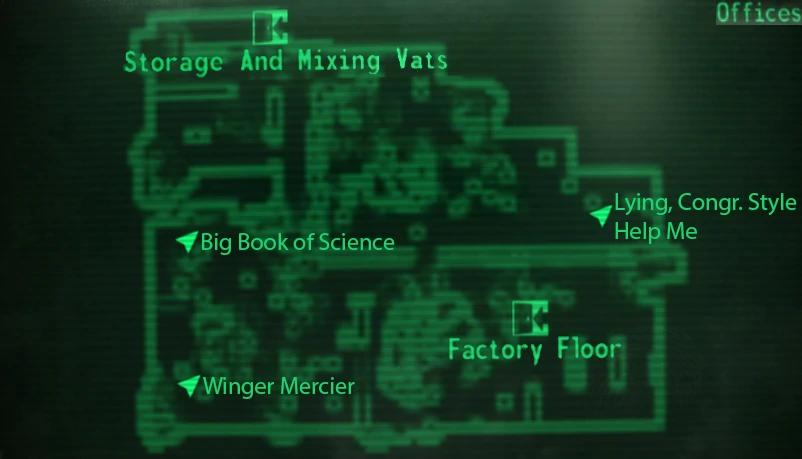 Offices
Storage And Mixing Vats
Lying, Congr. Style
Help Me
Big Book of Science
Factory Floor
Winger Mercier